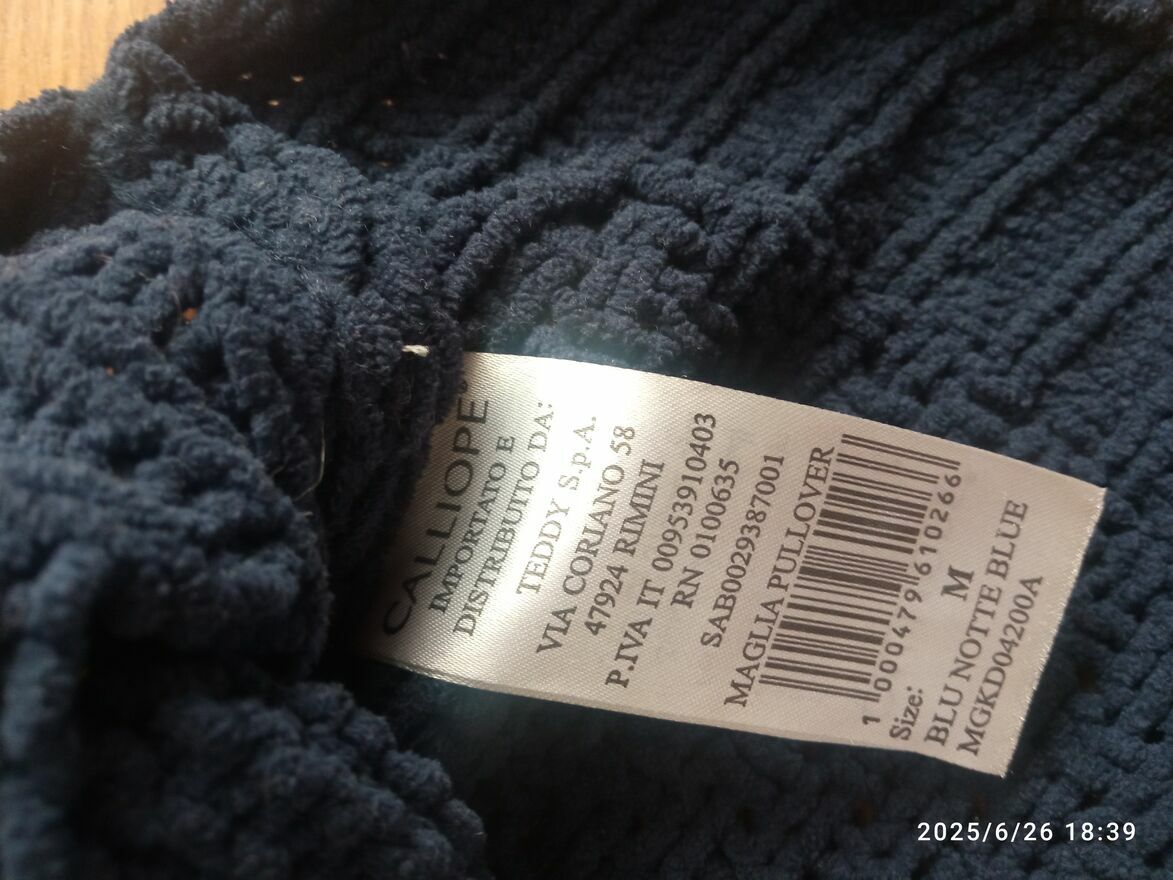 CALLIOPE
IMPORTATO E
DISTRIBUITO DA:
TEDDY S.p.A.
VIA CORIANO 58
47924 RIMINI
P.IVA IT 00953910403
RN 0100635
SAB0029387001
MAGLIA PULLOVER
1 000479 610266
Size: M
BLU NOTTE BLUE
MGKD04200A
2025/6/26 18:39